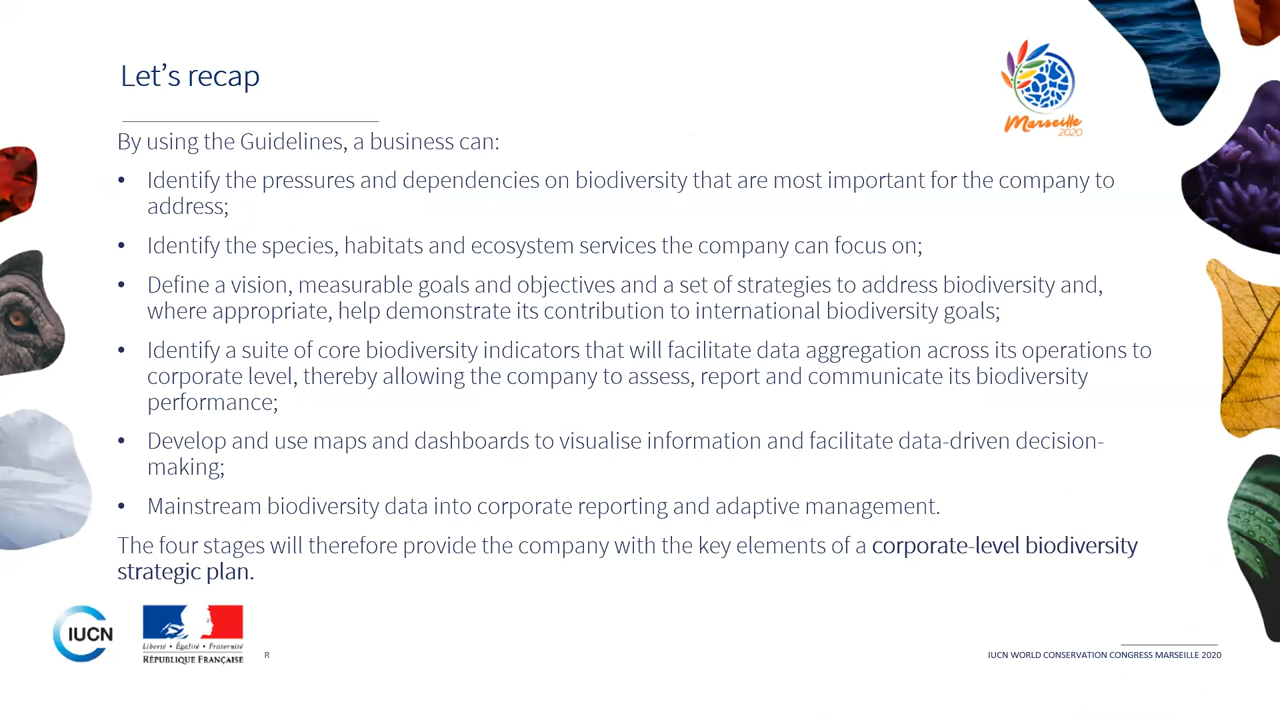 Let's recap
Marseille
2020
By using the Guidelines, a business can:
• Identify the pressures and dependencies on biodiversity that are most important for the company to
address;
• Identify the species, habitats and ecosystem services the company can focus on;
• Define a vision, measurable goals and objectives and a set of strategies to address biodiversity and,
where appropriate, help demonstrate its contribution to international biodiversity goals;
• Identify a suite of core biodiversity indicators that will facilitate data aggregation across its operations to
corporate level, thereby allowing the company to assess, report and communicate its biodiversity
performance;
• Develop and use maps and dashboards to visualise information and facilitate data-driven decision-
making;
• Mainstream biodiversity data into corporate reporting and adaptive management.
The four stages will therefore provide the company with the key elements of a corporate-level biodiversity
strategic plan.
IUCN
Liberté • Égalité • Fraternité
RÉPUBLIQUE FRANÇAISE
R
IUCN WORLD CONSERVATION CONGRESS MARSEILLE 2020